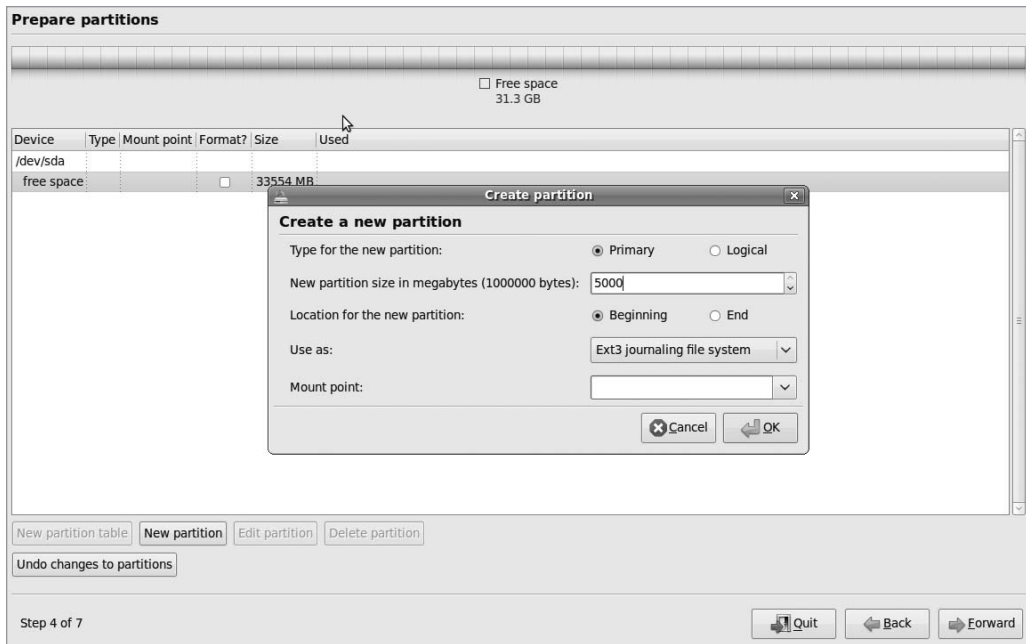 Prepare partitions
Free space
31.3 GB
Device Type Mount point Format? Size Used
/dev/sda
free space 33554 MB
Create partition
Create a new partition
Type for the new partition: Primary Logical
New partition size in megabytes (1000000 bytes): 5000
Location for the new partition: Beginning End
Use as: Ext3 journaling file system
Mount point:
Cancel OK
New partition table New partition Edit partition Delete partition
Undo changes to partitions
Step 4 of 7 Quit Back Forward